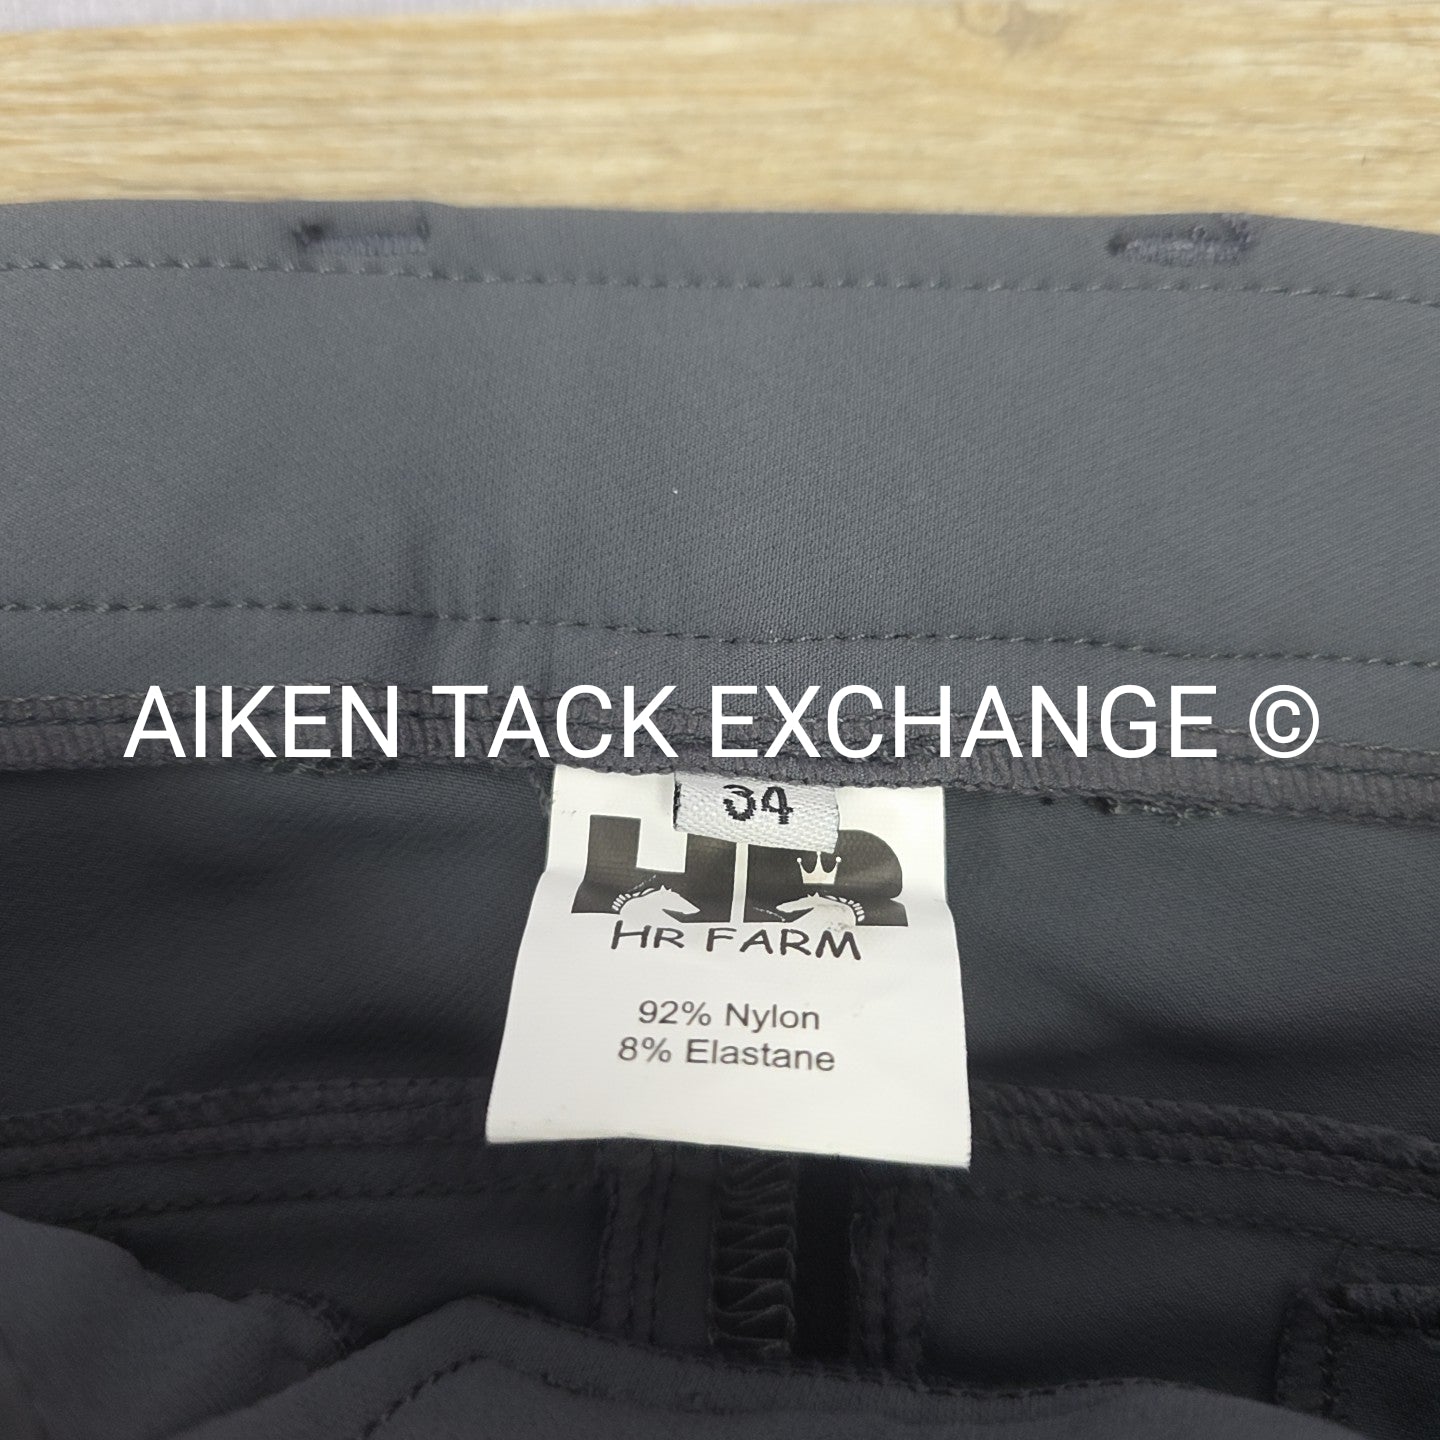 AIKEN TACK EXCHANGE ©
34
HR
HR FARM
92% Nylon
8% Elastane